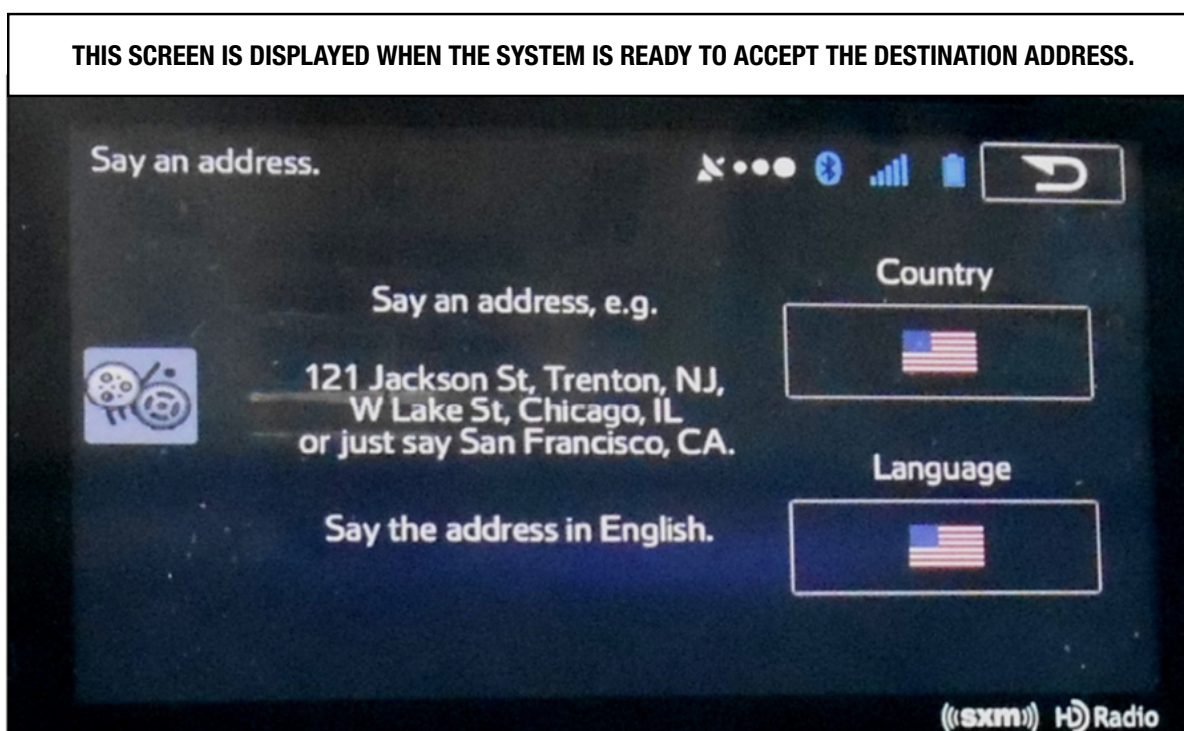 THIS SCREEN IS DISPLAYED WHEN THE SYSTEM IS READY TO ACCEPT THE DESTINATION ADDRESS.
Say an address.
Say an address, e.g.
121 Jackson St, Trenton, NJ,
W Lake St, Chicago, IL
or just say San Francisco, CA.
Say the address in English.
Country
Language
((sxm)) HD Radio